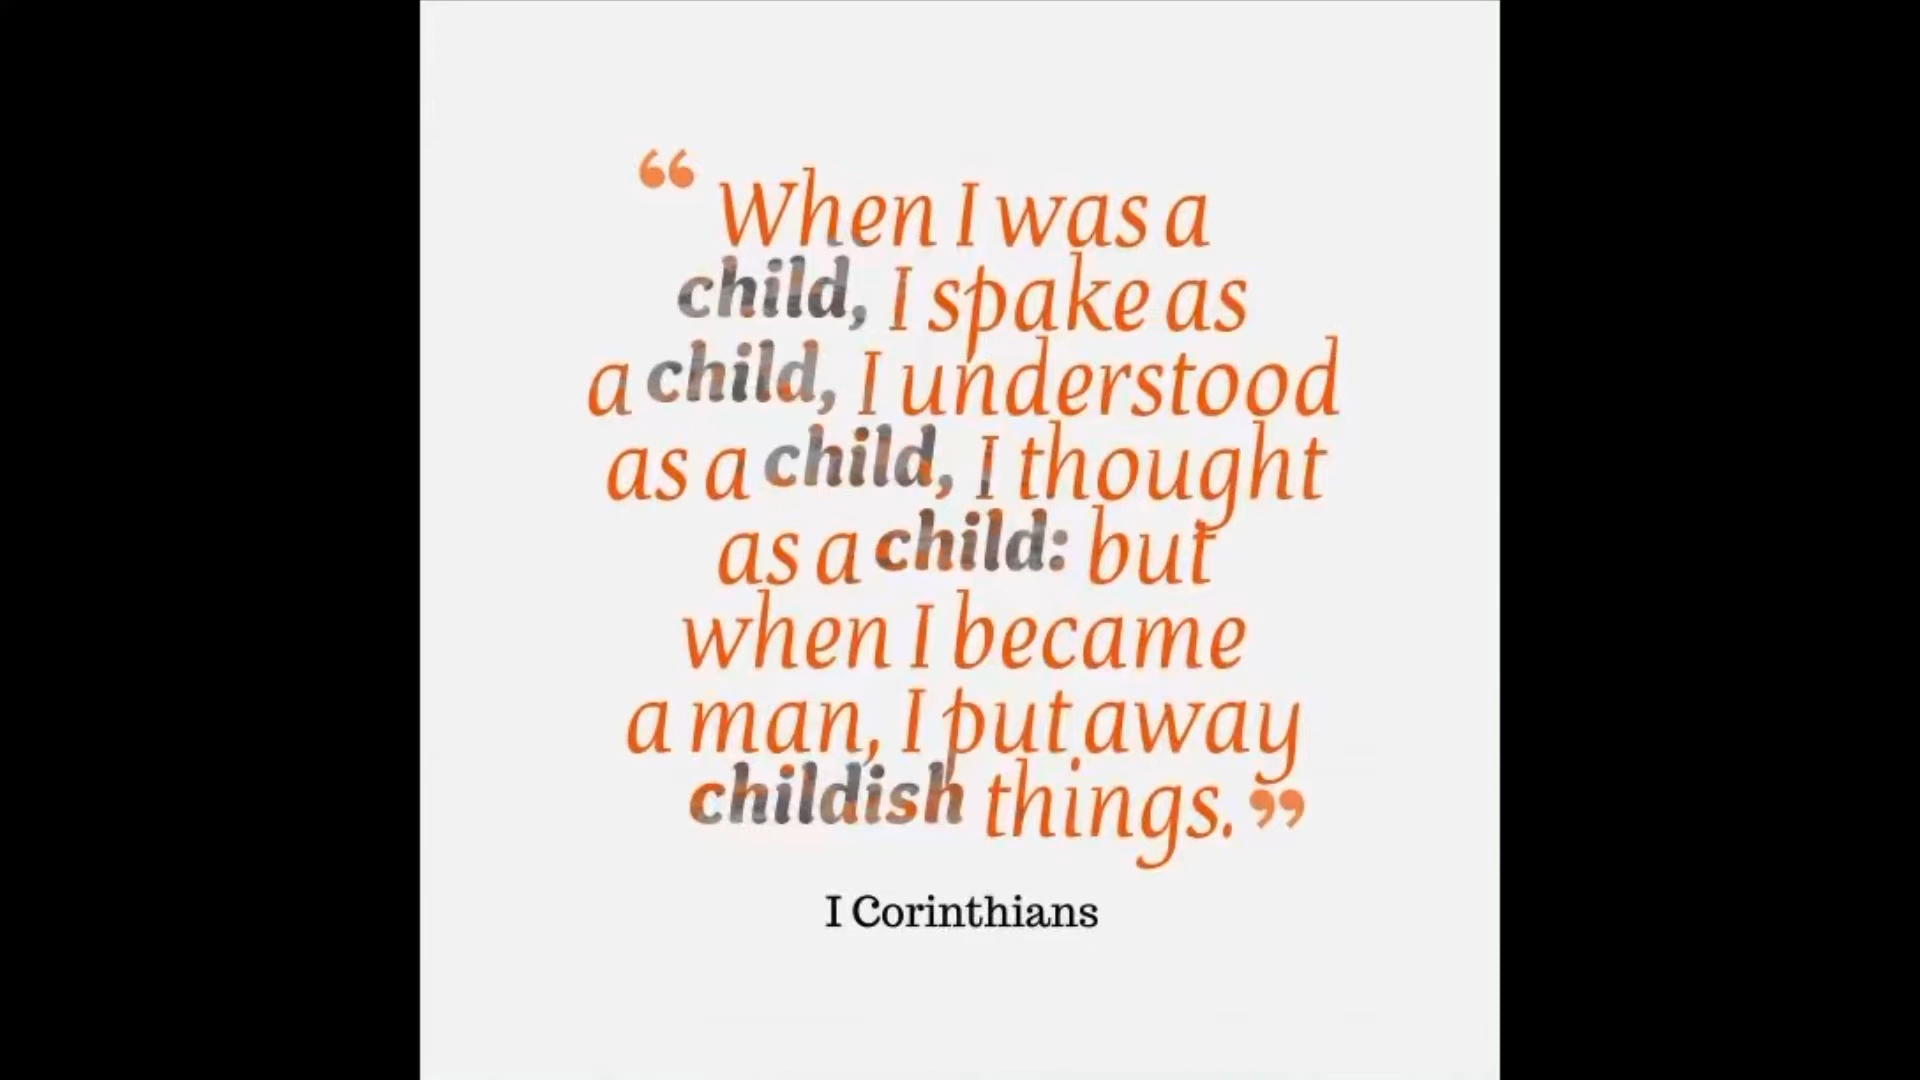 “When I was a
child, I spake as
a child, I understood
as a child, I thought
as a child: but
when I became
a man, I put away
childish things.”
I Corinthians